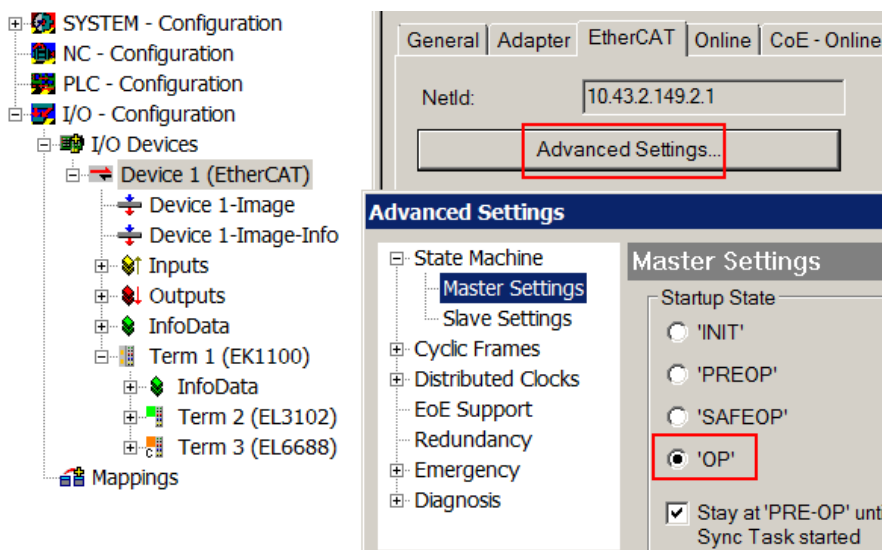 SYSTEM - Configuration
NC - Configuration
PLC - Configuration
I/O - Configuration
I/O Devices
Device 1 (EtherCAT)
Device 1-Image
Device 1-Image-Info
Inputs
Outputs
InfoData
Term 1 (EK1100)
InfoData
Term 2 (EL3102)
Term 3 (EL6688)
Mappings
General Adapter EtherCAT Online CoE - Online
NetId: 10.43.2.149.2.1
Advanced Settings...
Advanced Settings
State Machine
Master Settings
Slave Settings
Cyclic Frames
Distributed Clocks
EoE Support
Redundancy
Emergency
Diagnosis
Master Settings
Startup State
'INIT'
'PREOP'
'SAFEOP'
'OP'
Stay at 'PRE-OP' unti
Sync Task started